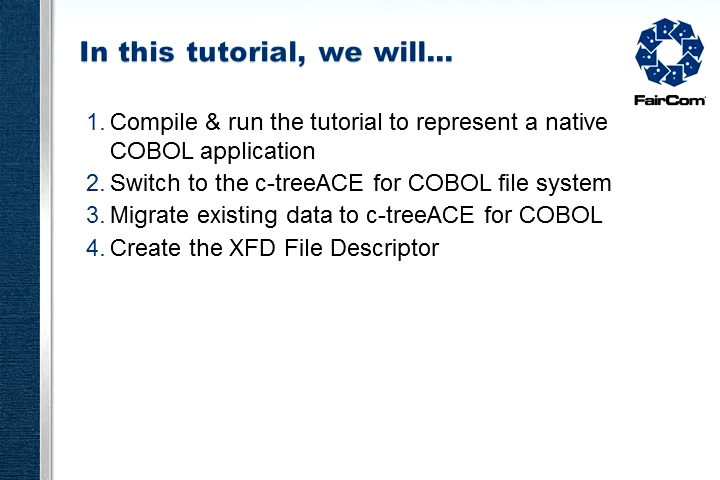 In this tutorial, we will...
FairCom
1. Compile & run the tutorial to represent a native
COBOL application
2. Switch to the c-treeACE for COBOL file system
3. Migrate existing data to c-treeACE for COBOL
4. Create the XFD File Descriptor